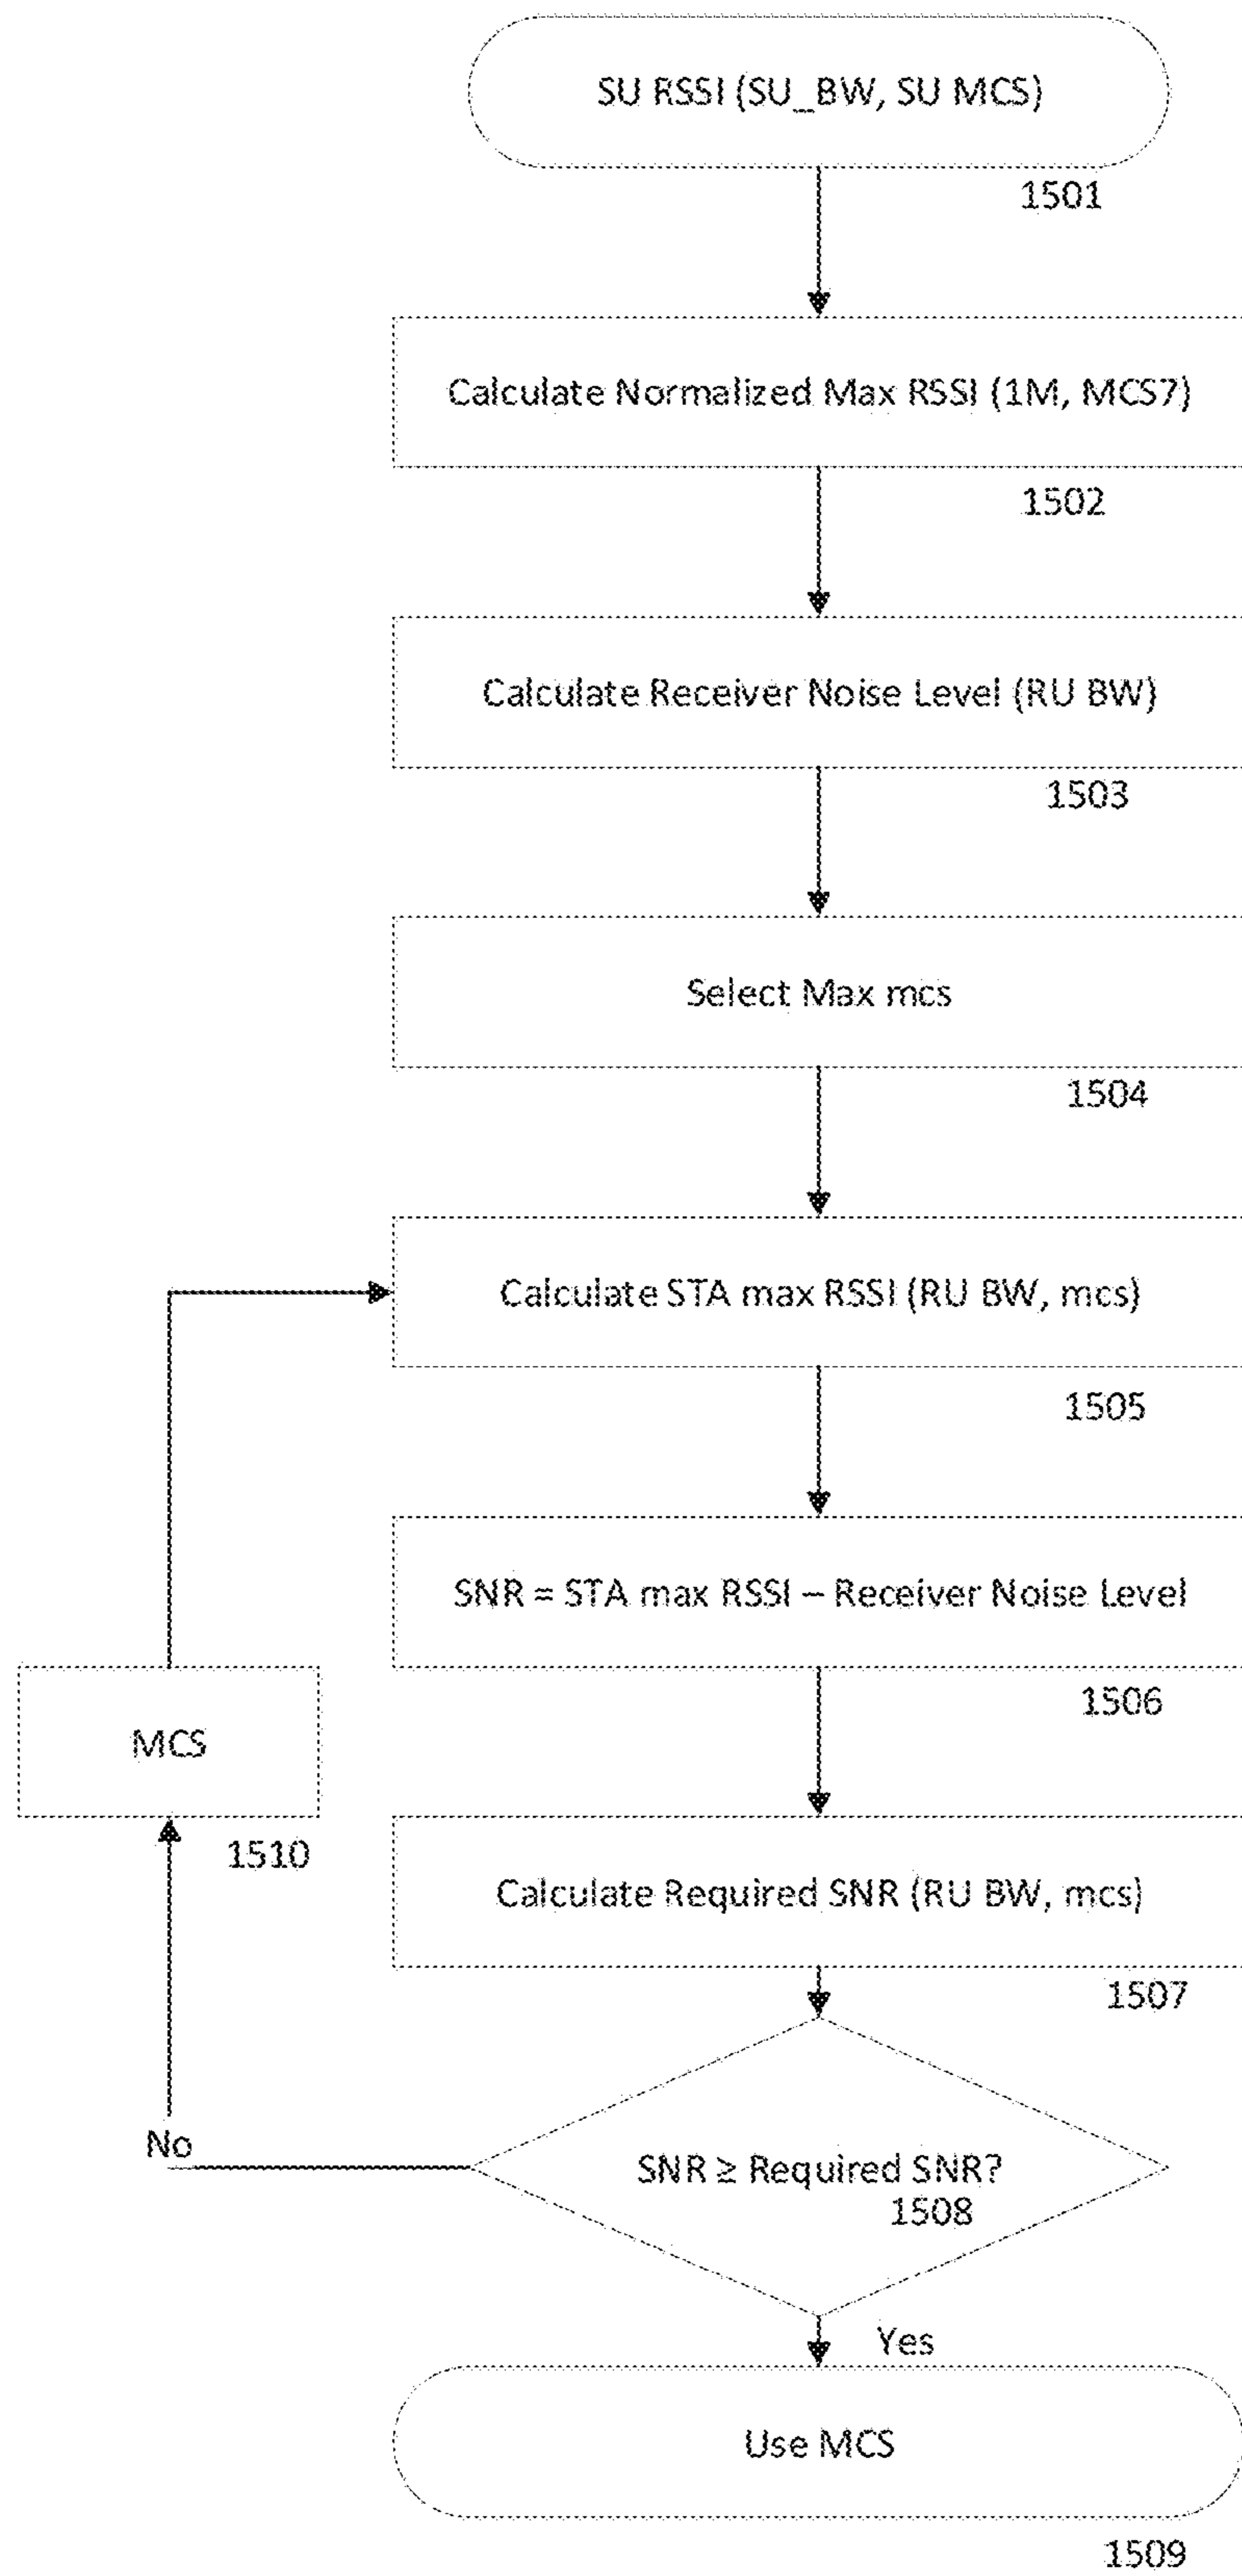 SU RSSI (SU_BW, SU MCS)
1501
Calculate Normalized Max RSSI (1M, MCS7)
1502
Calculate Receiver Noise Level (RU BW)
1503
Select Max mcs
1504
Calculate STA max RSSI (RU BW, mcs)
1505
SNR = STA max RSSI – Receiver Noise Level
1506
MCS
1510
Calculate Required SNR (RU BW, mcs)
1507
No
SNR ≥ Required SNR?
1508
Yes
Use MCS
1509